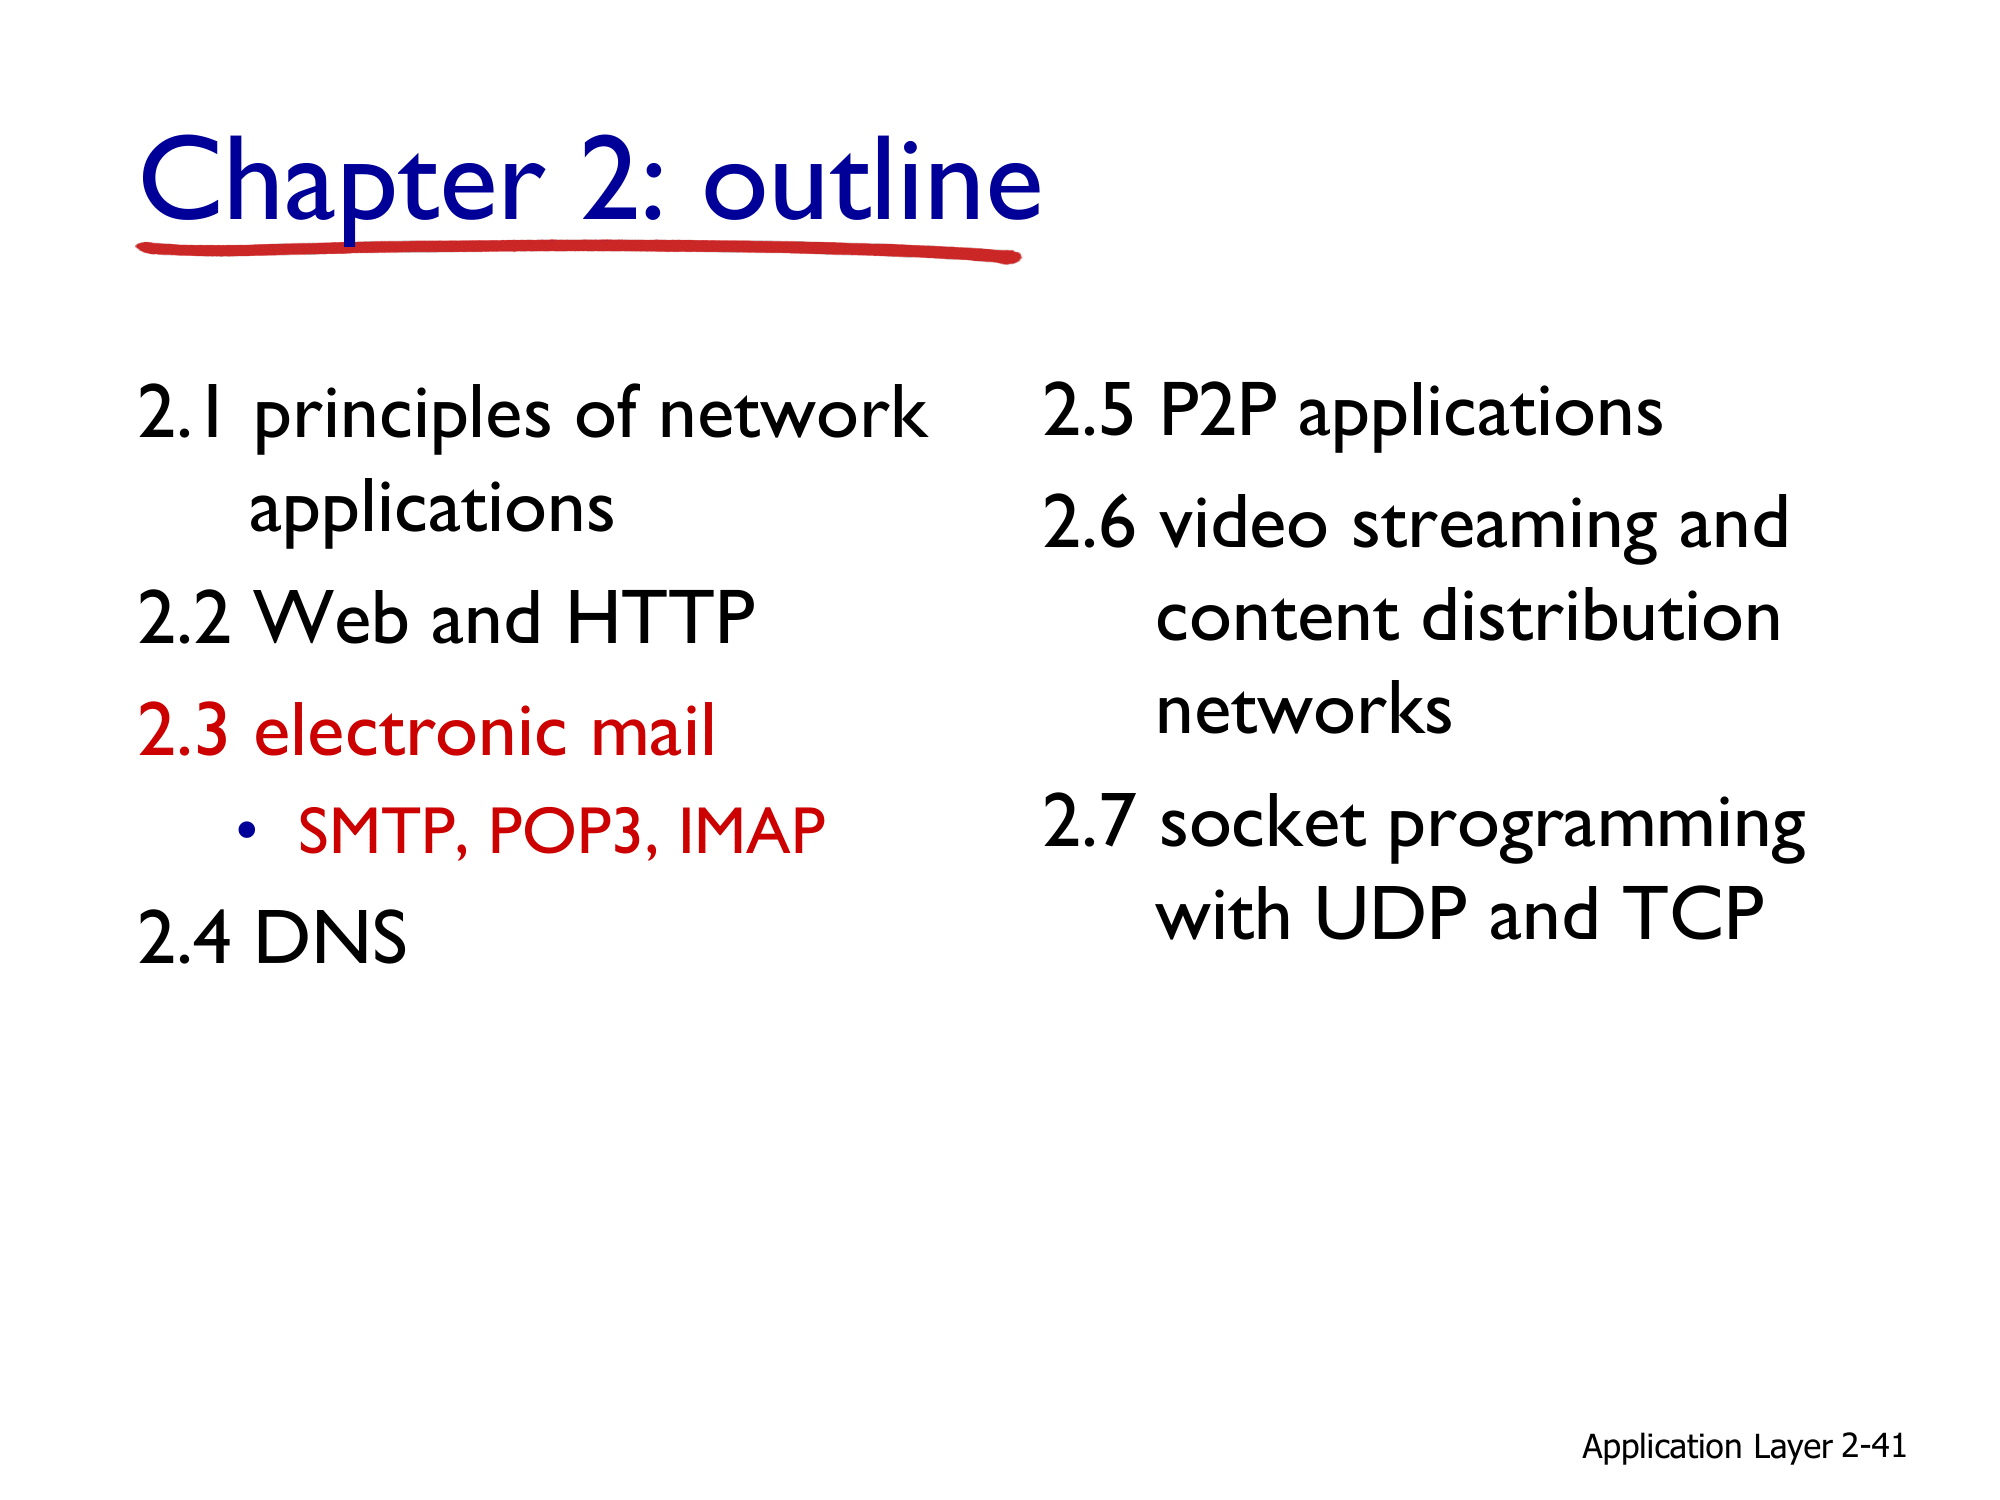 Chapter 2: outline
2.1 principles of network
applications
2.2 Web and HTTP
2.3 electronic mail
• SMTP, POP3, IMAP
2.4 DNS
2.5 P2P applications
2.6 video streaming and
content distribution
networks
2.7 socket programming
with UDP and TCP
Application Layer 2-41